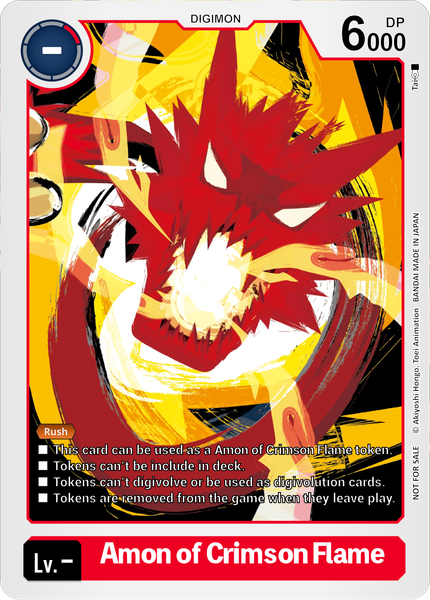 DIGIMON
-
DP
6000
Tai
Rush
■ This card can be used as a Amon of Crimson Flame token.
■ Tokens can't be include in deck.
■ Tokens can't digivolve or be used as digivolution cards.
■ Tokens are removed from the game when they leave play.
NOT FOR SALE © Akiyoshi Hongo, Toei Animation BANDAI MADE IN JAPAN
Lv.-
Amon of Crimson Flame